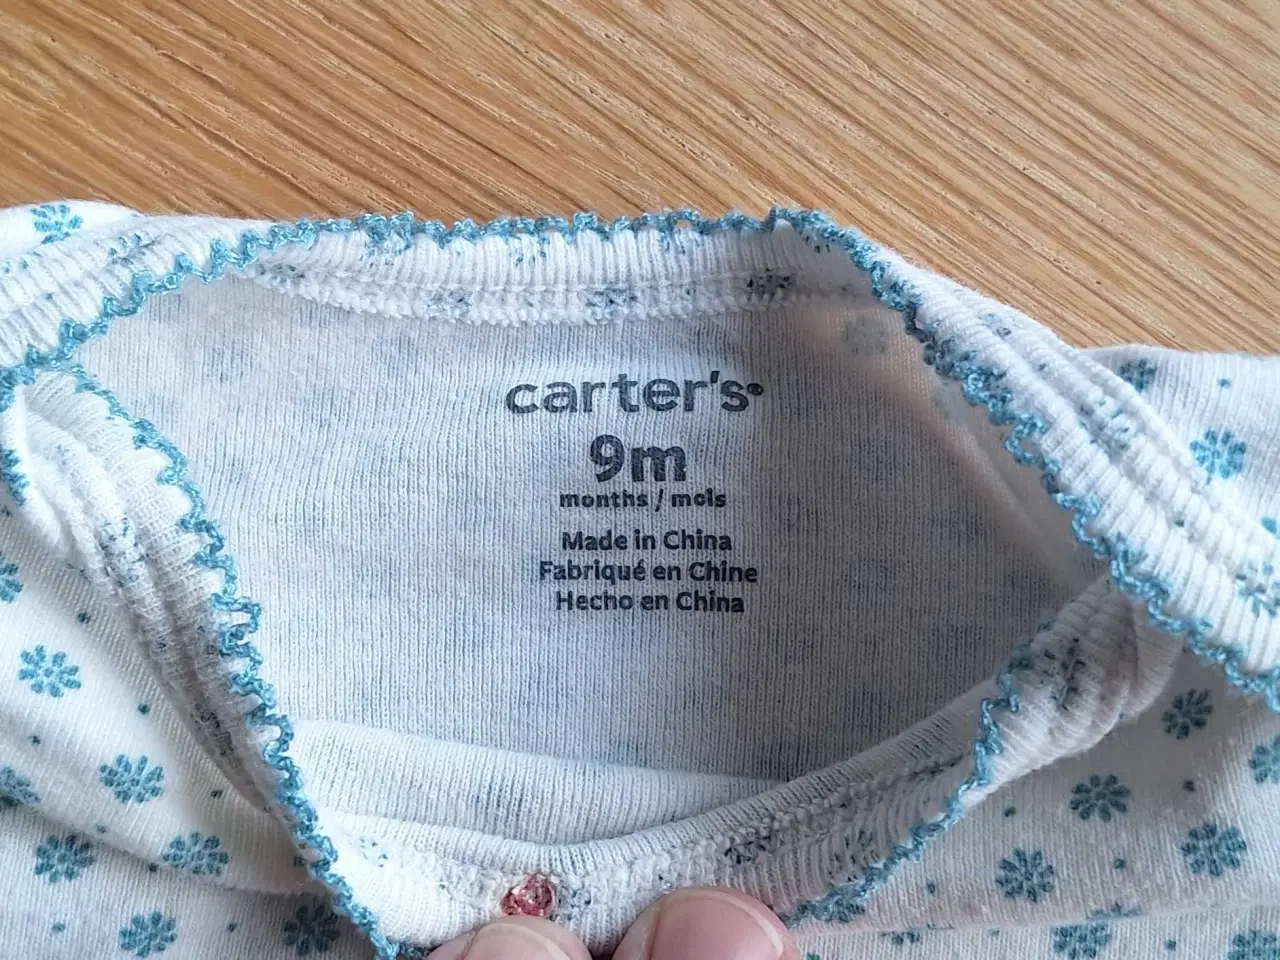 carter's®
9m
months / mois
Made in China
Fabriqué en Chine
Hecho en China